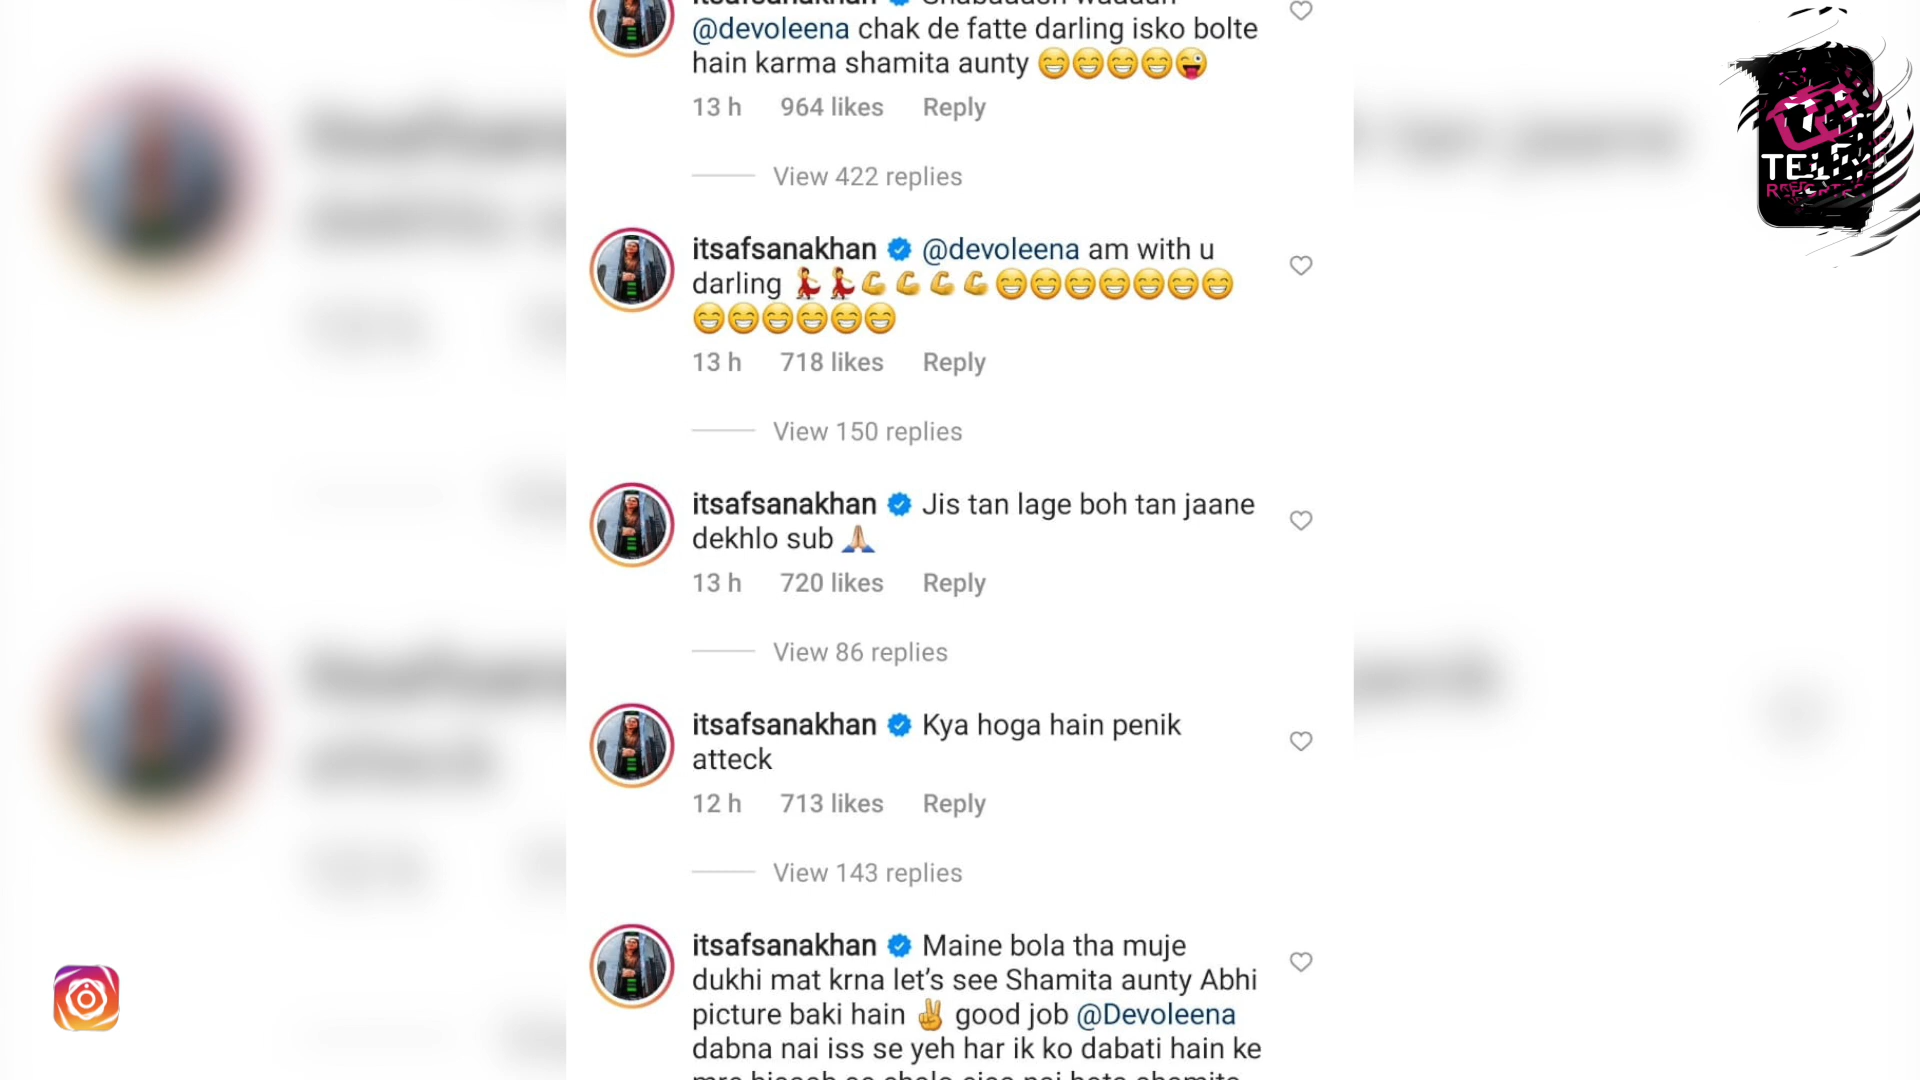 @devoleena chak de fatte darling isko bolte
hain karma shamita aunty 😁😁😁😁😜
13 h 964 likes Reply
View 422 replies
itsafsanakhan @devoleena am with u
darling 💃💃💪💪💪💪😁😁😁😁😁😁😁
😁😁😁😁😁😁
13 h 718 likes Reply
View 150 replies
itsafsanakhan Jis tan lage boh tan jaane
dekhlo sub 🙏
13 h 720 likes Reply
View 86 replies
itsafsanakhan Kya hoga hain penik
atteck
12 h 713 likes Reply
View 143 replies
itsafsanakhan Maine bola tha muje
dukhi mat krna let's see Shamita aunty Abhi
picture baki hain ✌ good job @Devoleena
dabna nai iss se yeh har ik ko dabati hain ke